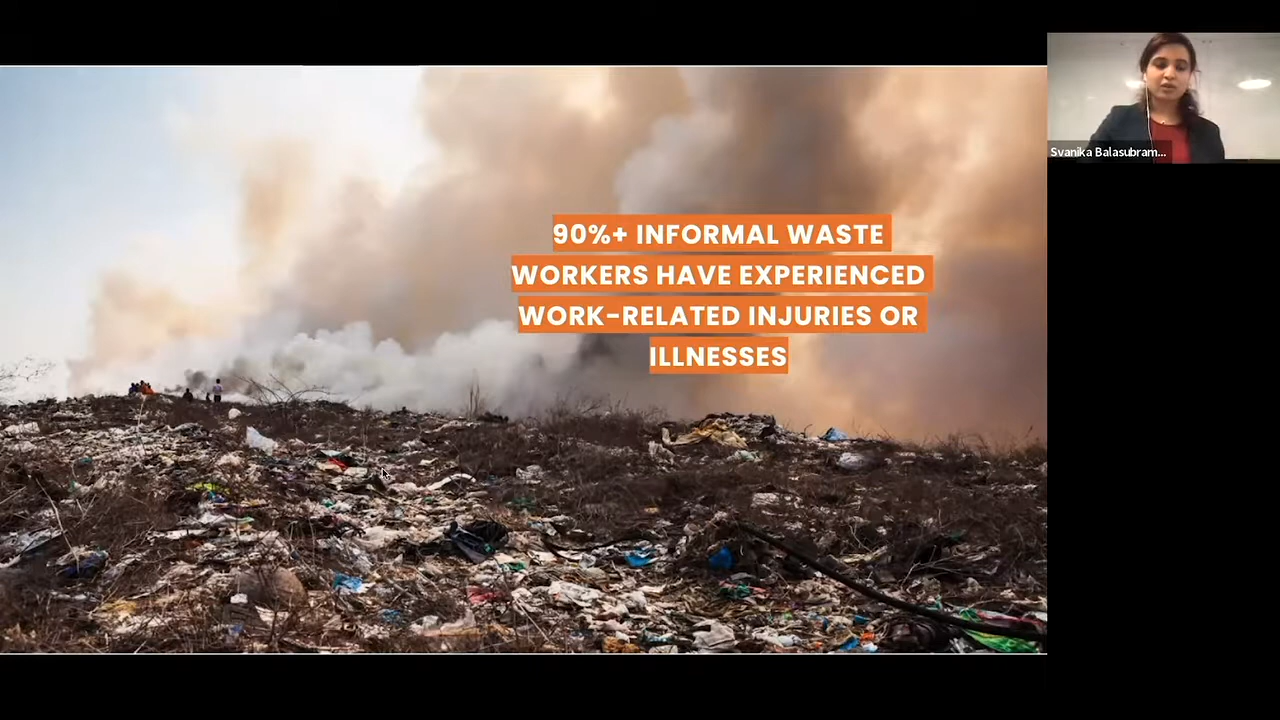 90%+ INFORMAL WASTE
WORKERS HAVE EXPERIENCED
WORK-RELATED INJURIES OR
ILLNESSES
Svanika Balasubram...